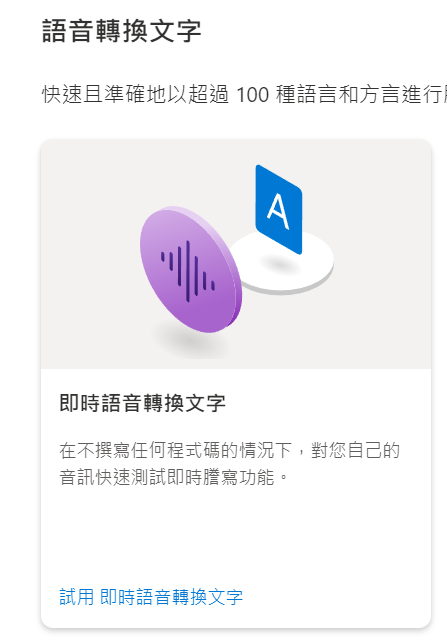 語音轉換文字
快速且準確地以超過 100 種語言和方言進行
A
即時語音轉換文字
在不撰寫任何程式碼的情況下，對您自己的
音訊快速測試即時謄寫功能。
試用 即時語音轉換文字